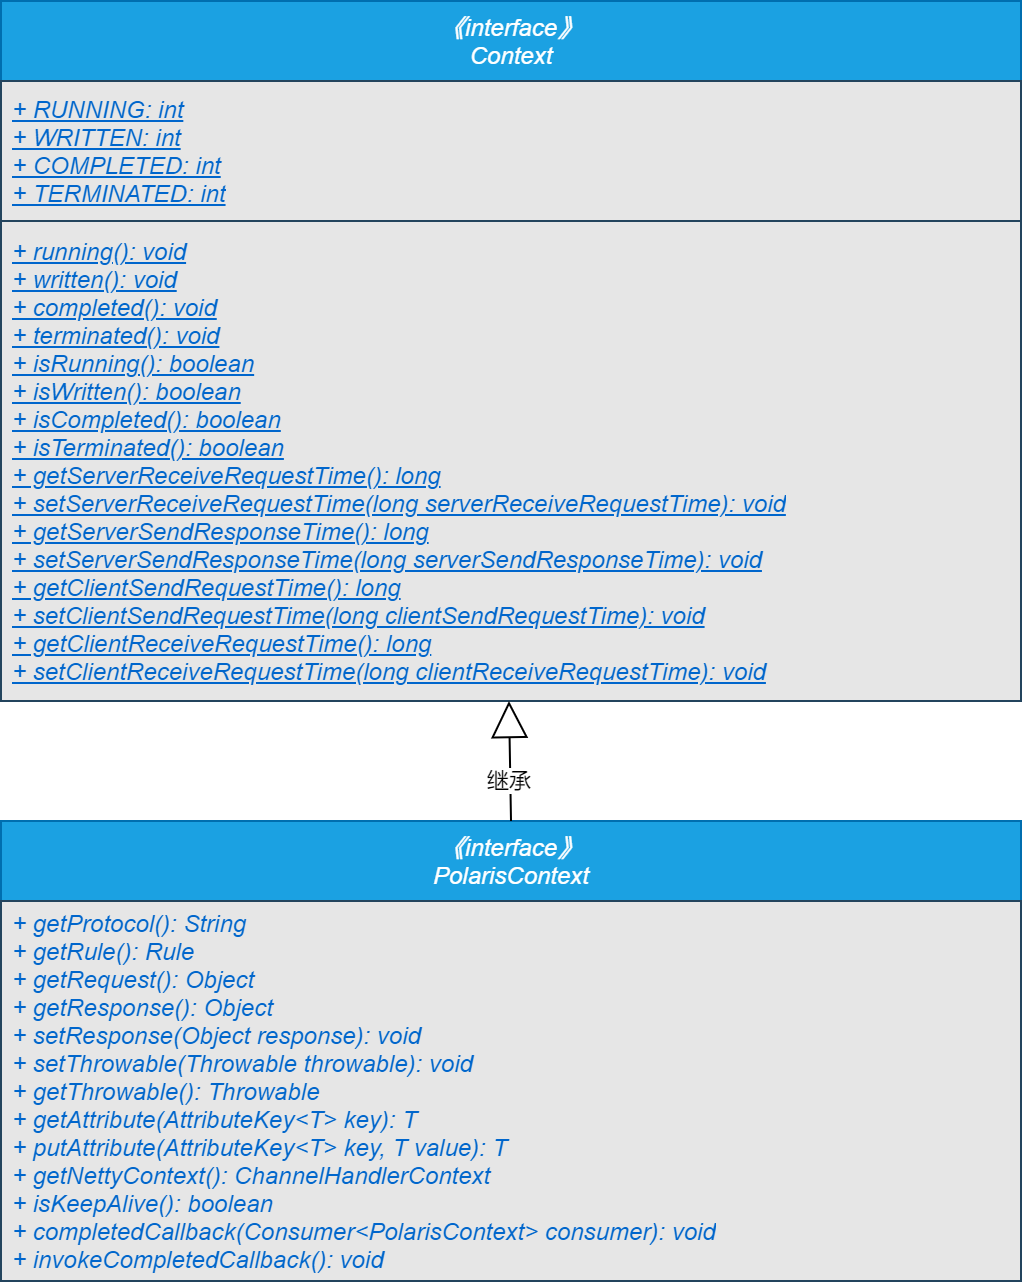 《interface》
Context
+ RUNNING: int
+ WRITTEN: int
+ COMPLETED: int
+ TERMINATED: int
+ running(): void
+ written(): void
+ completed(): void
+ terminated(): void
+ isRunning(): boolean
+ isWritten(): boolean
+ isCompleted(): boolean
+ isTerminated(): boolean
+ getServerReceiveRequestTime(): long
+ setServerReceiveRequestTime(long serverReceiveRequestTime): void
+ getServerSendResponseTime(): long
+ setServerSendResponseTime(long serverSendResponseTime): void
+ getClientSendRequestTime(): long
+ setClientSendRequestTime(long clientSendRequestTime): void
+ getClientReceiveRequestTime(): long
+ setClientReceiveRequestTime(long clientReceiveRequestTime): void
继承
《interface》
PolarisContext
+ getProtocol(): String
+ getRule(): Rule
+ getRequest(): Object
+ getResponse(): Object
+ setResponse(Object response): void
+ setThrowable(Throwable throwable): void
+ getThrowable(): Throwable
+ getAttribute(AttributeKey<T> key): T
+ putAttribute(AttributeKey<T> key, T value): T
+ getNettyContext(): ChannelHandlerContext
+ isKeepAlive(): boolean
+ completedCallback(Consumer<PolarisContext> consumer): void
+ invokeCompletedCallback(): void